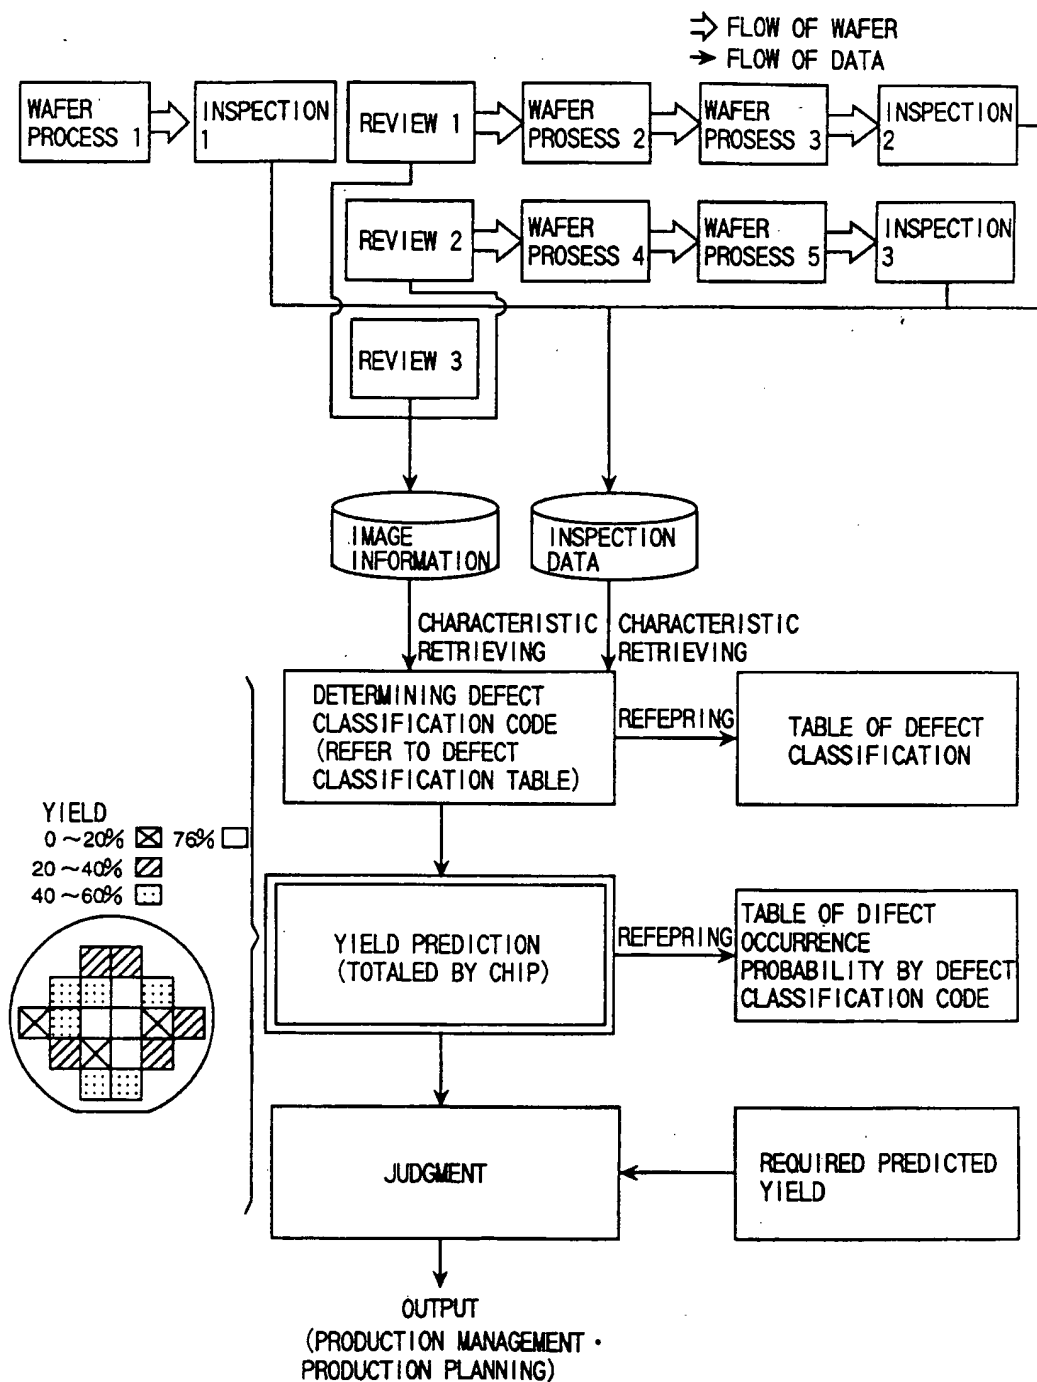 FLOW OF WAFER
FLOW OF DATA
WAFER
PROCESS 1
INSPECTION
1
REVIEW 1
WAFER
PROSESS 2
WAFER
PROSESS 3
INSPECTION
2
REVIEW 2
WAFER
PROSESS 4
WAFER
PROSESS 5
INSPECTION
3
REVIEW 3
IMAGE
INFORMATION
INSPECTION
DATA
CHARACTERISTIC
RETRIEVING
CHARACTERISTIC
RETRIEVING
DETERMINING DEFECT
CLASSIFICATION CODE
(REFER TO DEFECT
CLASSIFICATION TABLE)
REFEPRING
TABLE OF DEFECT
CLASSIFICATION
YIELD
0~20% 76%
20~40%
40~60%
YIELD PREDICTION
(TOTALED BY CHIP)
REFEPRING
TABLE OF DIFECT
OCCURRENCE
PROBABILITY BY DEFECT
CLASSIFICATION CODE
JUDGMENT
REQUIRED PREDICTED
YIELD
OUTPUT
(PRODUCTION MANAGEMENT・
PRODUCTION PLANNING)